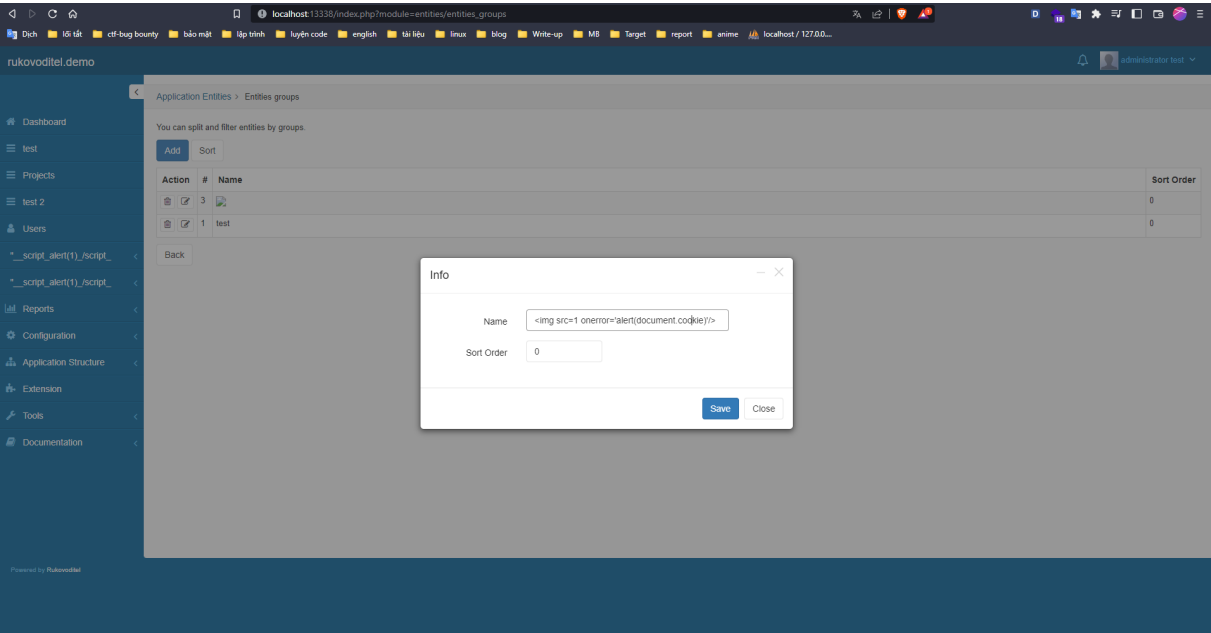 localhost:13338/index.php?module=entities/entities_groups
18
1
Dịch lối tắt ctf-bug bounty bảo mật lập trình luyện code english tài liệu linux blog Write-up MB Target report anime localhost / 127.0.0....
rukovoditel.demo
administrator test
Application Entities > Entities groups
Dashboard
test
Projects
test 2
Users
"__script_alert(1)_/script_
"__script_alert(1)_/script_
Reports
Configuration
Application Structure
Extension
Tools
Documentation
Powered by Rukovoditel
You can split and filter entities by groups.
Add Sort
Action # Name Sort Order
3 0
1 test 0
Back
Info
Name <img src=1 onerror='alert(document.cookie)'/>
Sort Order 0
Save Close